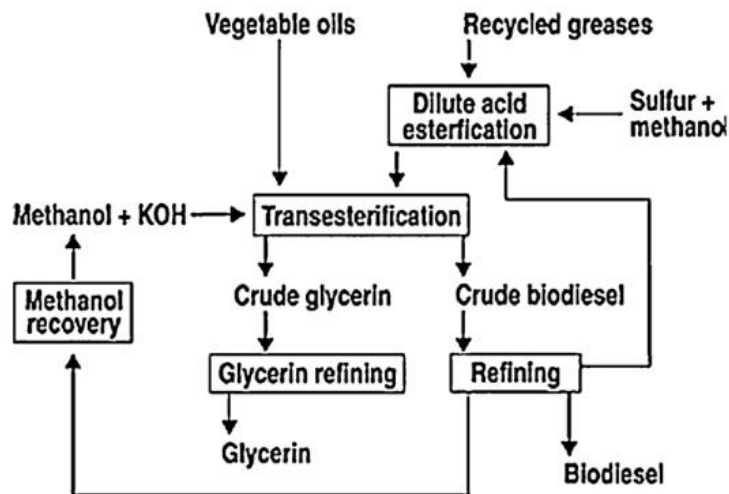 Vegetable oils
Recycled greases
Dilute acid
esterfication
Sulfur +
methanol
Methanol + KOH
Transesterification
Methanol
recovery
Crude glycerin
Crude biodiesel
Glycerin refining
Refining
Glycerin
Biodiesel